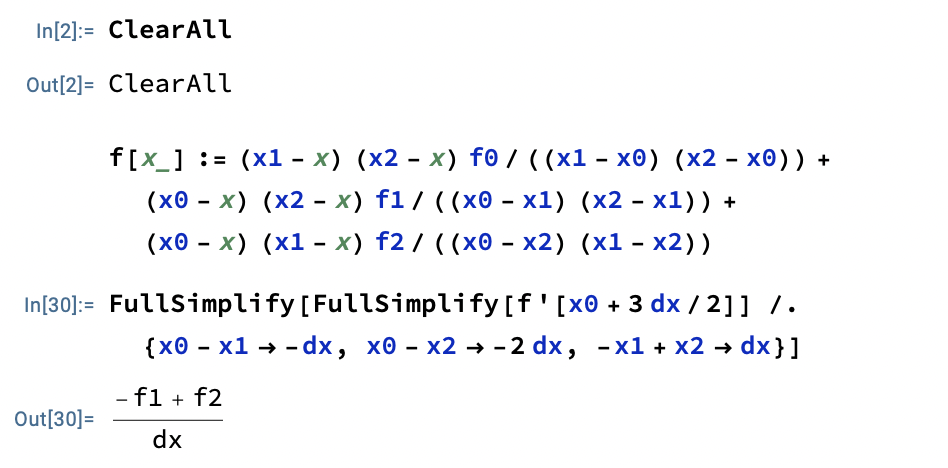 In[2]:= ClearAll
Out[2]= ClearAll
f[x_] := (x1 - x) (x2 - x) f0 / ((x1 - x0) (x2 - x0)) +
(x0 - x) (x2 - x) f1 / ((x0 - x1) (x2 - x1)) +
(x0 - x) (x1 - x) f2 / ((x0 - x2) (x1 - x2))
In[30]:= FullSimplify[FullSimplify[f'[x0 + 3 dx / 2]] /.
{x0 - x1 → -dx, x0 - x2 → -2 dx, -x1 + x2 → dx}]
Out[30]= 
-f1 + f2
dx